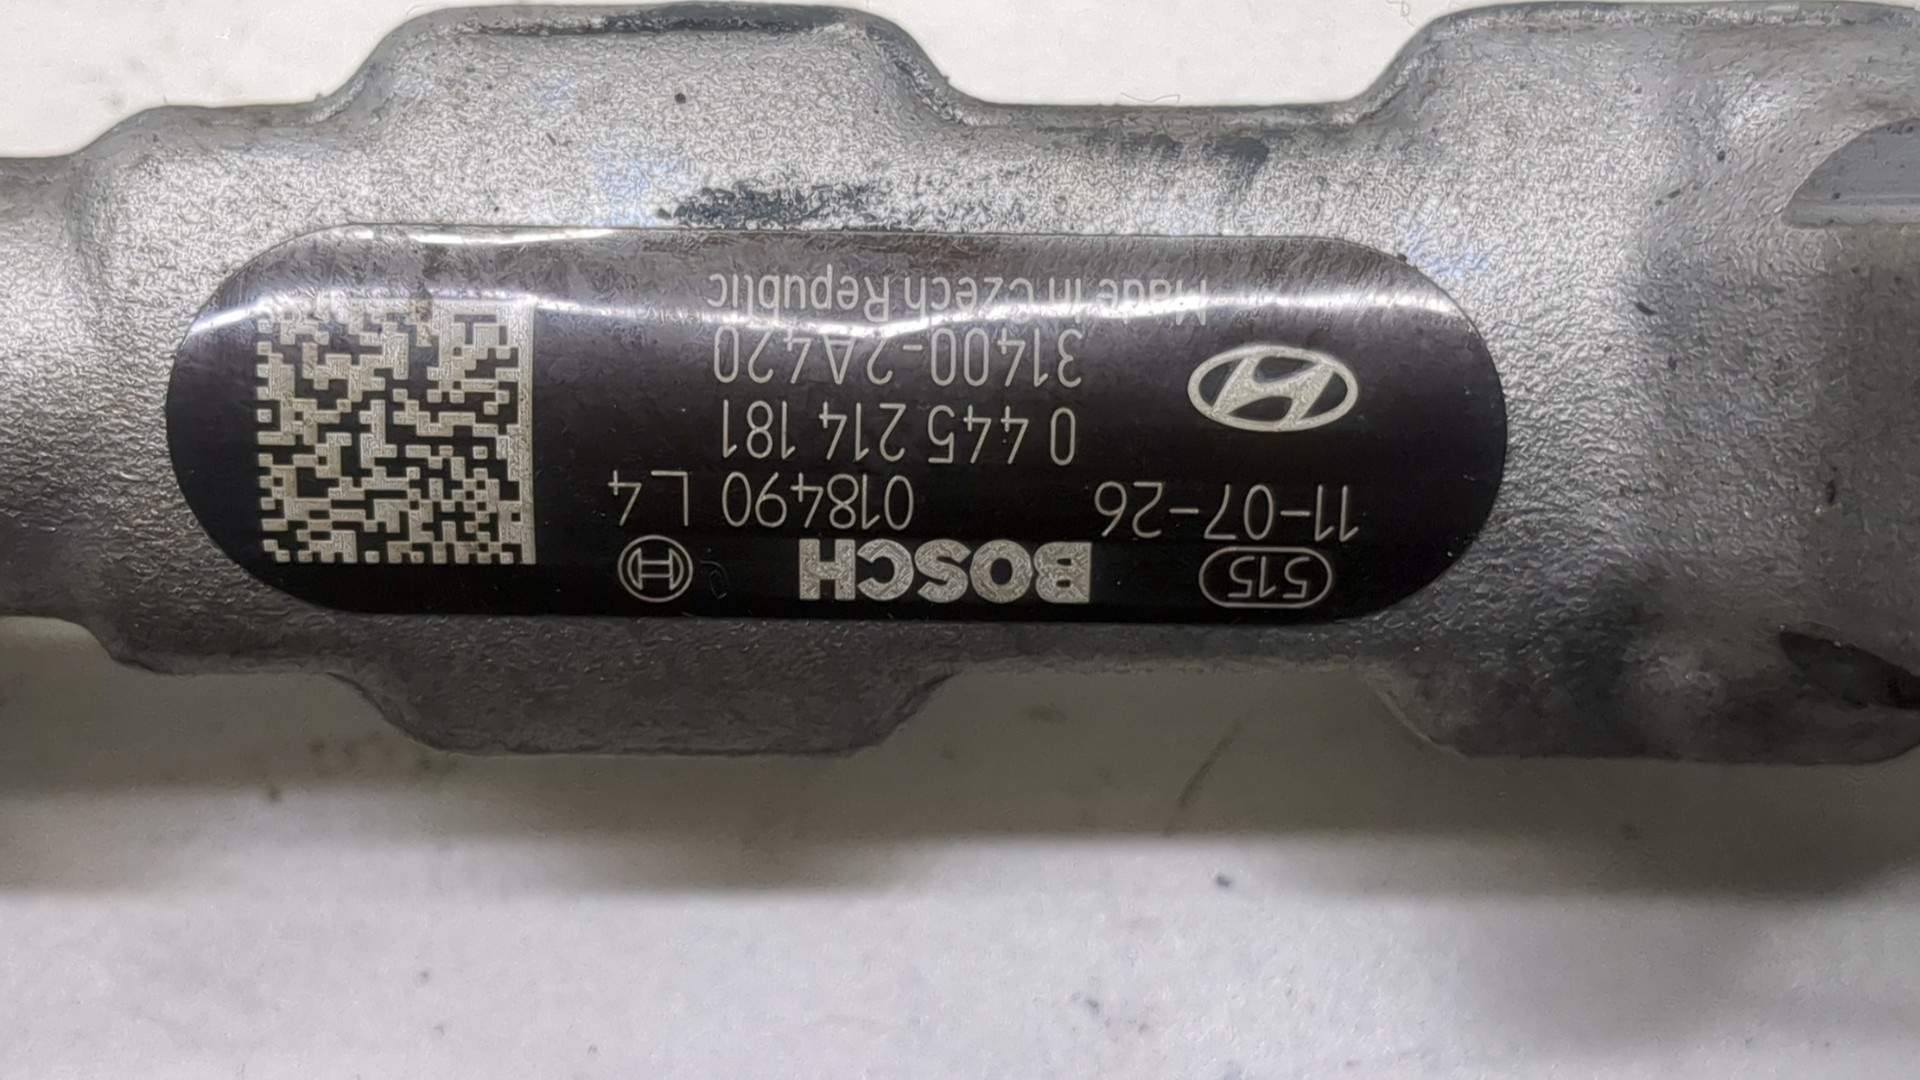 515 BOSCH
11-07-26 018490 L4
0 445 214 181
31400-2A420
Made in Czech Republic